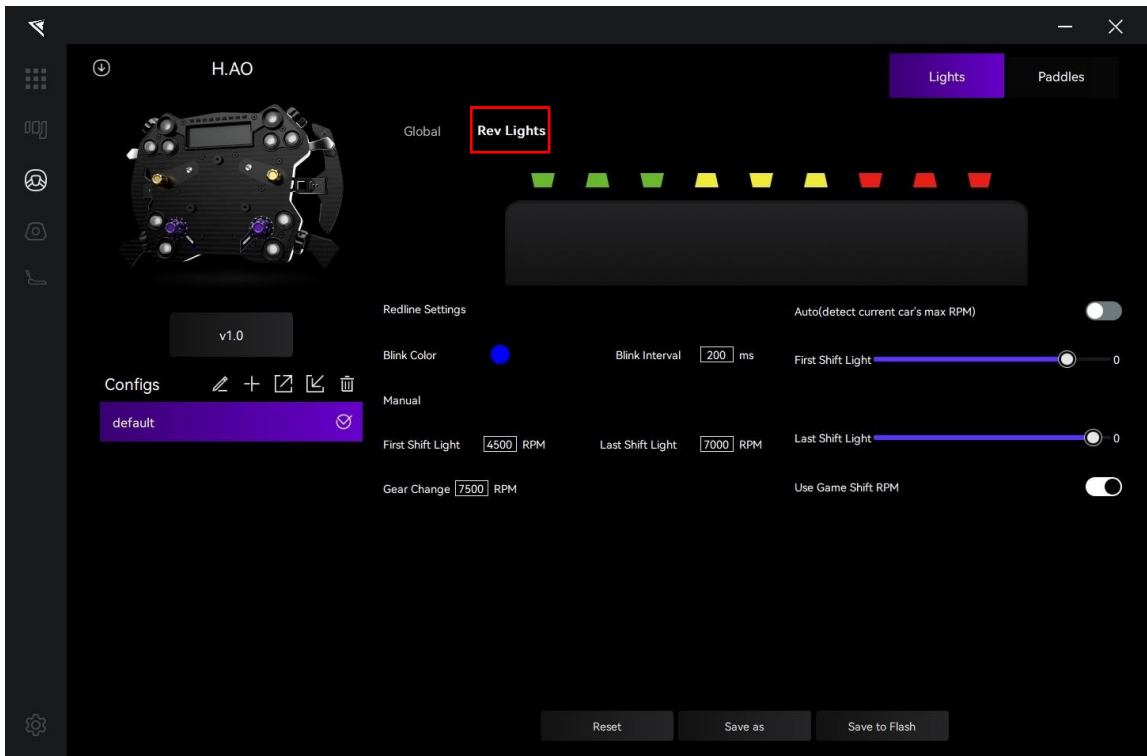 H.AO
Lights
Paddles
Global
Rev Lights
v1.0
Configs
default
Redline Settings
Auto(detect current car's max RPM)
Blink Color
Blink Interval 200 ms
First Shift Light 0
Manual
First Shift Light 4500 RPM
Last Shift Light 7000 RPM
Last Shift Light 0
Gear Change 7500 RPM
Use Game Shift RPM
Reset
Save as
Save to Flash